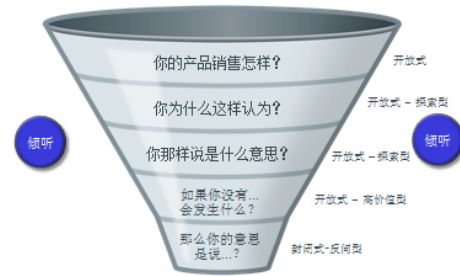 你的产品销售怎样?
开放式
你为什么这样认为?
开放式 – 探索型
倾听
倾听
你那样说是什么意思?
开放式 – 探索型
如果你没有...
会发生什么?
开放式 – 高价值型
那么你的意思
是说...?
封闭式-反问型